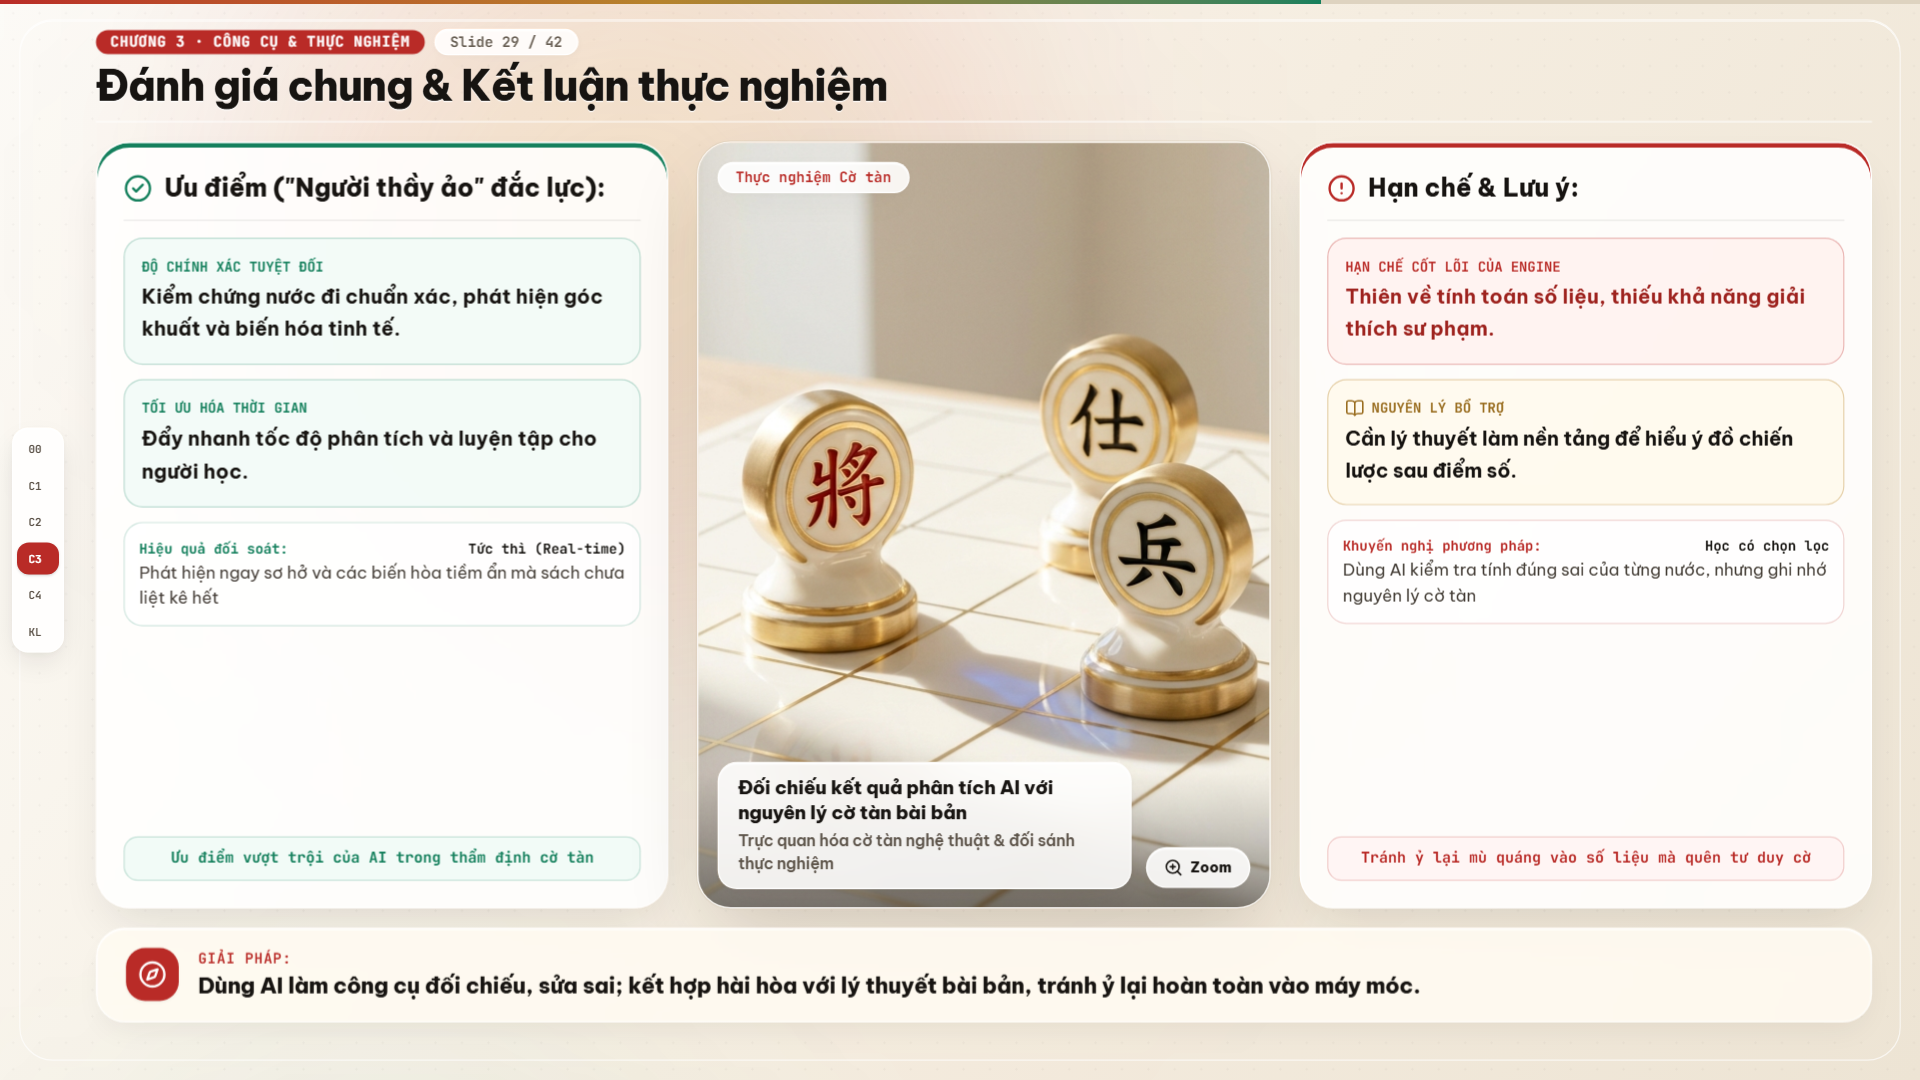 CHƯƠNG 3 · CÔNG CỤ & THỰC NGHIỆM
Slide 29 / 42
Đánh giá chung & Kết luận thực nghiệm
00
C1
C2
C3
C4
KL
Ưu điểm ("Người thầy ảo" đắc lực):
ĐỘ CHÍNH XÁC TUYỆT ĐỐI
Kiểm chứng nước đi chuẩn xác, phát hiện góc
khuất và biến hóa tinh tế.
TỐI ƯU HÓA THỜI GIAN
Đẩy nhanh tốc độ phân tích và luyện tập cho
người học.
Hiệu quả đối soát:
Tức thì (Real-time)
Phát hiện ngay sơ hở và các biến hòa tiềm ẩn mà sách chưa
liệt kê hết
Ưu điểm vượt trội của AI trong thẩm định cờ tàn
Thực nghiệm Cờ tàn
將
仕
兵
Đối chiếu kết quả phân tích AI với
nguyên lý cờ tàn bài bản
Trực quan hóa cờ tàn nghệ thuật & đối sánh
thực nghiệm
Zoom
Hạn chế & Lưu ý:
HẠN CHẾ CỐT LÕI CỦA ENGINE
Thiên về tính toán số liệu, thiếu khả năng giải
thích sư phạm.
NGUYÊN LÝ BỔ TRỢ
Cần lý thuyết làm nền tảng để hiểu ý đồ chiến
lược sau điểm số.
Khuyến nghị phương pháp:
Học có chọn lọc
Dùng AI kiểm tra tính đúng sai của từng nước, nhưng ghi nhớ
nguyên lý cờ tàn
Tránh ỷ lại mù quáng vào số liệu mà quên tư duy cờ
GIẢI PHÁP:
Dùng AI làm công cụ đối chiếu, sửa sai; kết hợp hài hòa với lý thuyết bài bản, tránh ỷ lại hoàn toàn vào máy móc.